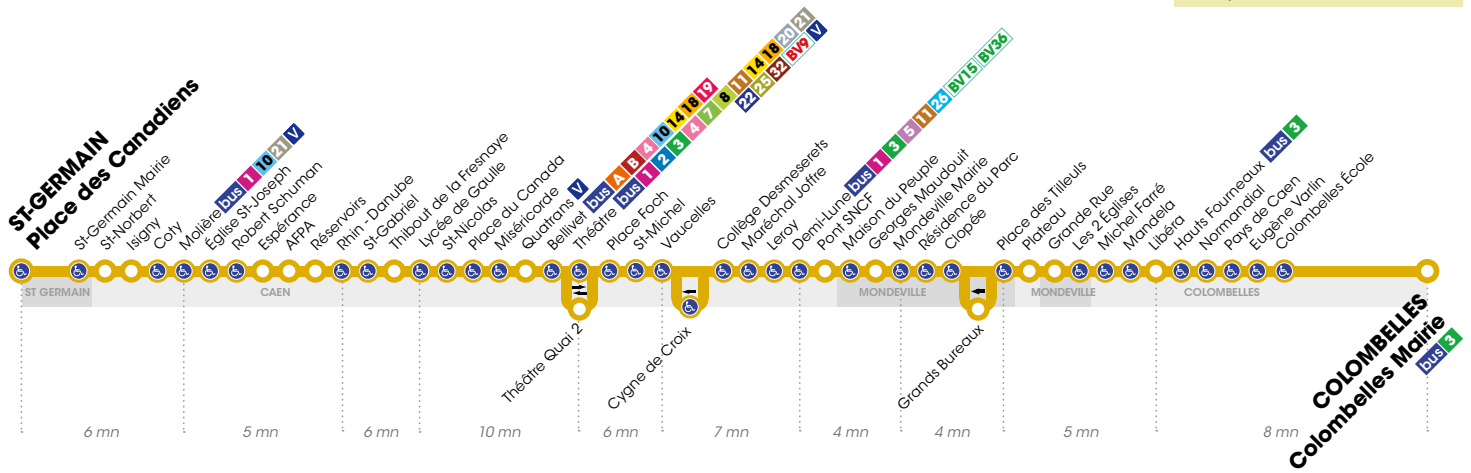 ST-GERMAIN
Place des Canadiens
St-Germain Mairie
St-Norbert
Isigny
Coty
Molière bus 1 10 21 V
Église St-Joseph
Robert Schuman
Espérance
AFPA
Réservoirs
Rhin - Danube
St-Gabriel
Thibout de la Fresnaye
Lycée de Gaulle
St-Nicolas
Place du Canada
Miséricorde
Quatrans V
Bellivet bus A B 4 10 14 18 19
Théâtre bus 1 2 3 4 7 8 11 14 18 20 21
22 25 32 BV9 V
Place Foch
St-Michel
Vaucelles
Collège Desmeserets
Maréchal Joffre
Leroy
Demi-Lune bus 1 3 5 11 26 BV15 BV36
Pont SNCF
Maison du Peuple
Georges Maudouit
Mondeville Mairie
Résidence du Parc
Clopée
Place des Tilleuls
Plateau
Grande Rue
Les 2 Églises
Michel Farré
Mandela
Libéra
Hauts Fourneaux bus 3
Normandial
Pays de Caen
Eugène Varlin
Colombelles École
ST GERMAIN
CAEN
MONDEVILLE
MONDEVILLE
COLOMBELLES
Théâtre Quai 2
Cygne de Croix
Grands Bureaux
COLOMBELLES
Colombelles Mairie
bus 3
6 mn
5 mn
6 mn
10 mn
6 mn
7 mn
4 mn
4 mn
5 mn
8 mn